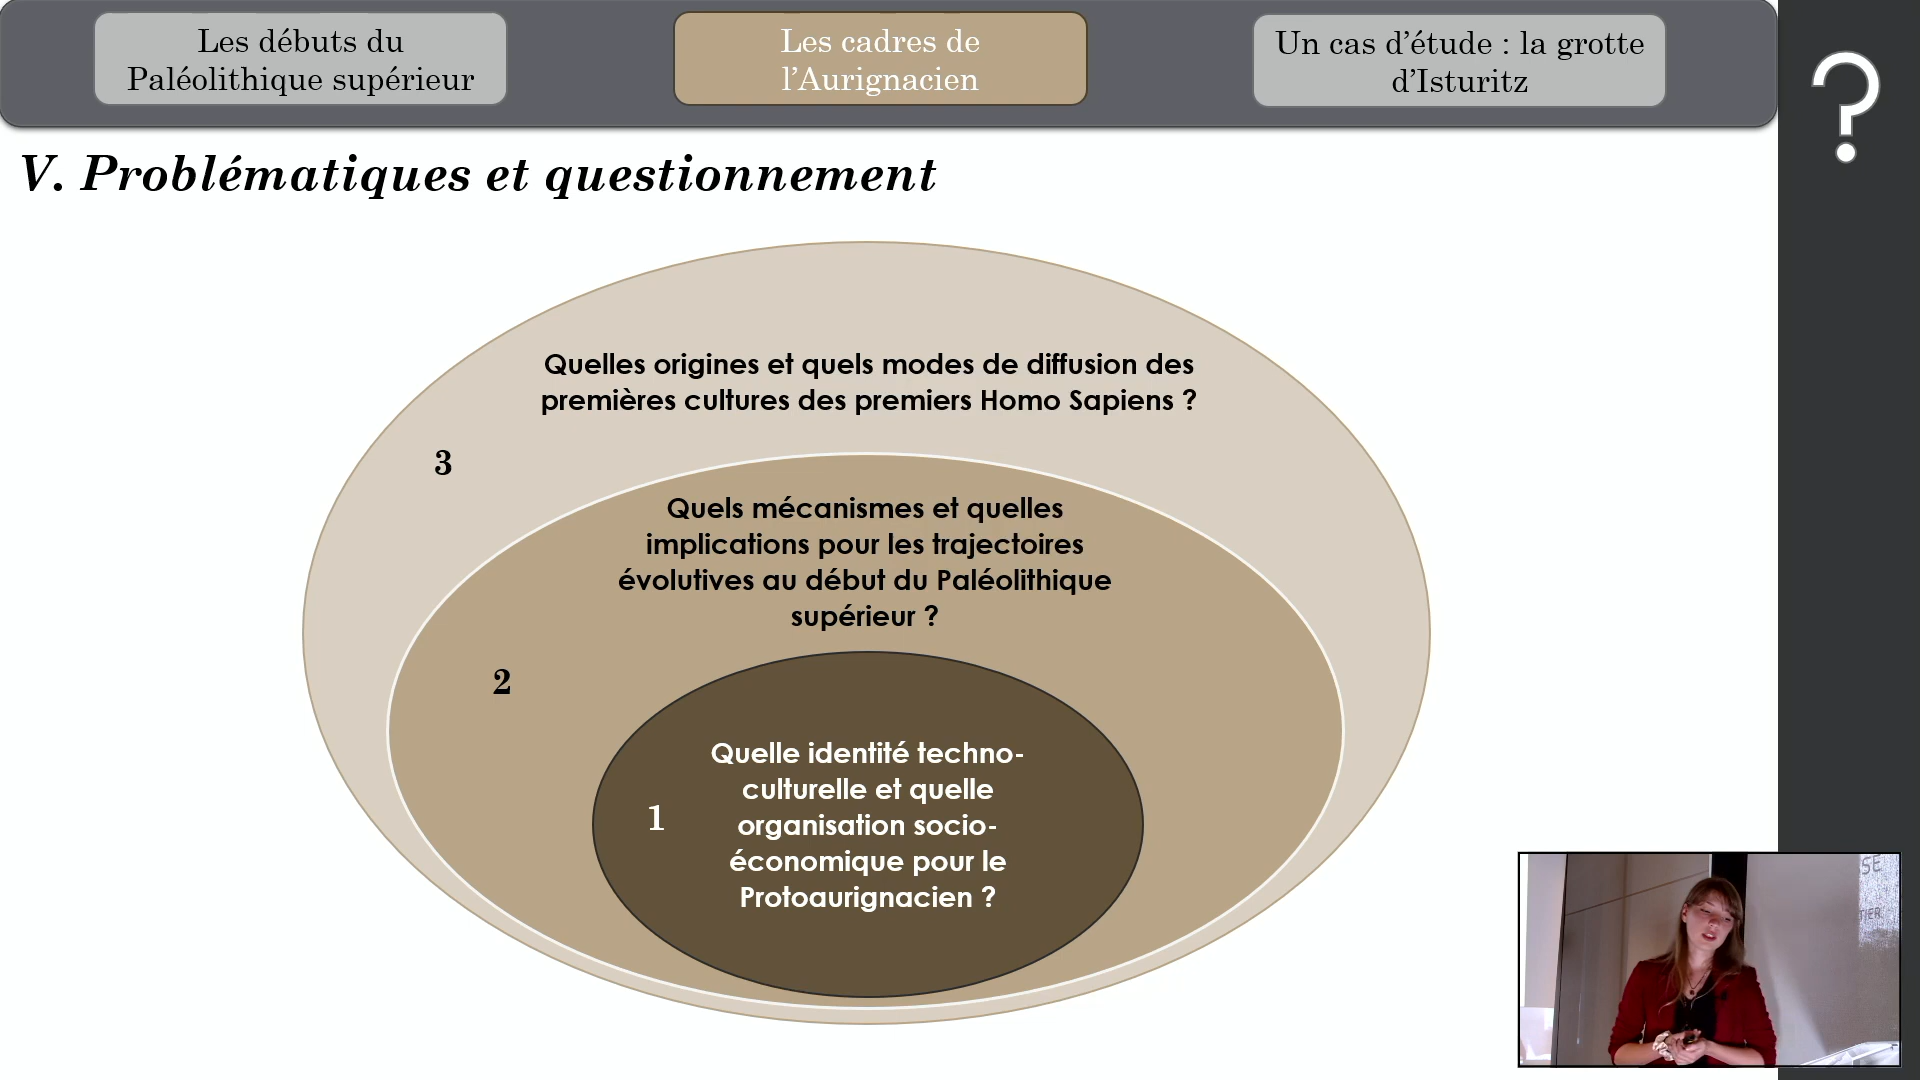 Les débuts du
Paléolithique supérieur
Les cadres de
l’Aurignacien
Un cas d’étude : la grotte
d’Isturitz
?
V. Problématiques et questionnement
Quelles origines et quels modes de diffusion des
premières cultures des premiers Homo Sapiens ?
3
Quels mécanismes et quelles
implications pour les trajectoires
évolutives au début du Paléolithique
supérieur ?
2
Quelle identité techno-
culturelle et quelle
organisation socio-
économique pour le
Protoaurignacien ?
1